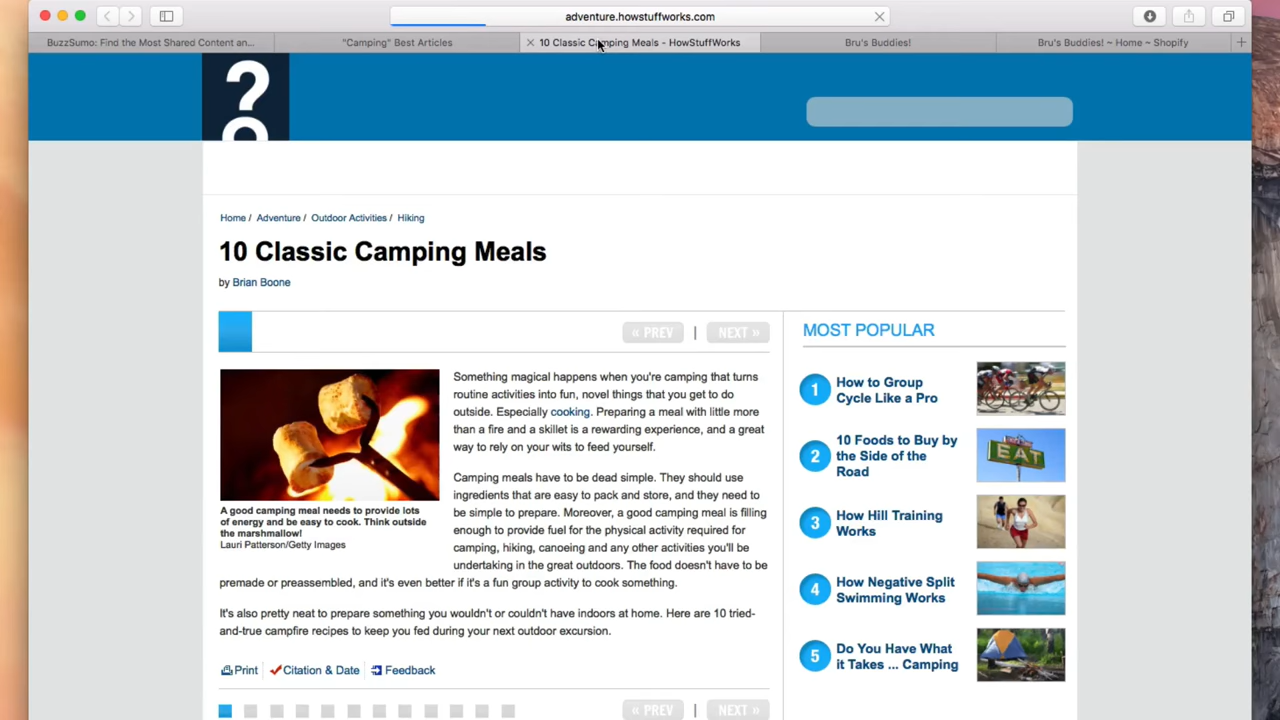 adventure.howstuffworks.com
BuzzSumo: Find the Most Shared Content an...
"Camping" Best Articles
10 Classic Camping Meals - HowStuffWorks
Bru's Buddies!
Bru's Buddies! ~ Home ~ Shopify
?
Home / Adventure / Outdoor Activities / Hiking
10 Classic Camping Meals
by Brian Boone
« PREV | NEXT »
Something magical happens when you're camping that turns
routine activities into fun, novel things that you get to do
outside. Especially cooking. Preparing a meal with little more
than a fire and a skillet is a rewarding experience, and a great
way to rely on your wits to feed yourself.
Camping meals have to be dead simple. They should use
ingredients that are easy to pack and store, and they need to
be simple to prepare. Moreover, a good camping meal is filling
enough to provide fuel for the physical activity required for
camping, hiking, canoeing and any other activities you'll be
undertaking in the great outdoors. The food doesn't have to be
premade or preassembled, and it's even better if it's a fun group activity to cook something.
A good camping meal needs to provide lots
of energy and be easy to cook. Think outside
the marshmallow!
Lauri Patterson/Getty Images
It's also pretty neat to prepare something you wouldn't or couldn't have indoors at home. Here are 10 tried-
and-true campfire recipes to keep you fed during your next outdoor excursion.
Print Citation & Date Feedback
« PREV | NEXT »
MOST POPULAR
1 How to Group
Cycle Like a Pro
2 10 Foods to Buy by
the Side of the
Road
EAT
3 How Hill Training
Works
4 How Negative Split
Swimming Works
5 Do You Have What
it Takes ... Camping